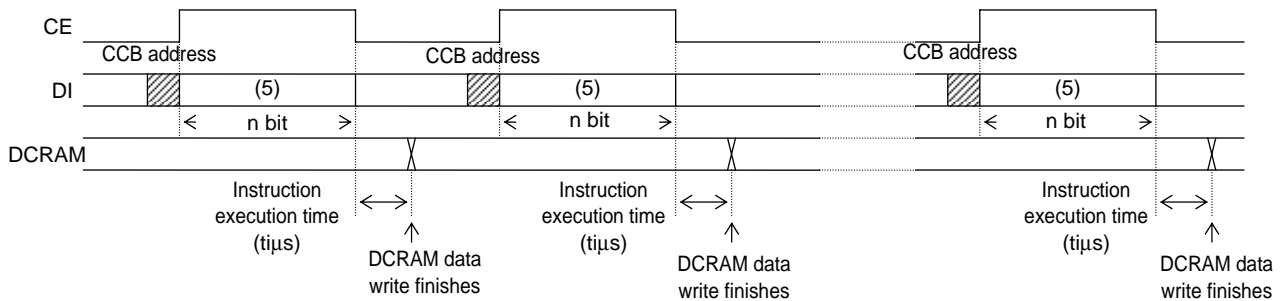 CE
CCB address CCB address CCB address
DI (5) (5) (5)
n bit n bit n bit
DCRAM
Instruction Instruction Instruction
execution time execution time execution time
(tiμs) (tiμs) (tiμs)
DCRAM data DCRAM data DCRAM data
write finishes write finishes write finishes